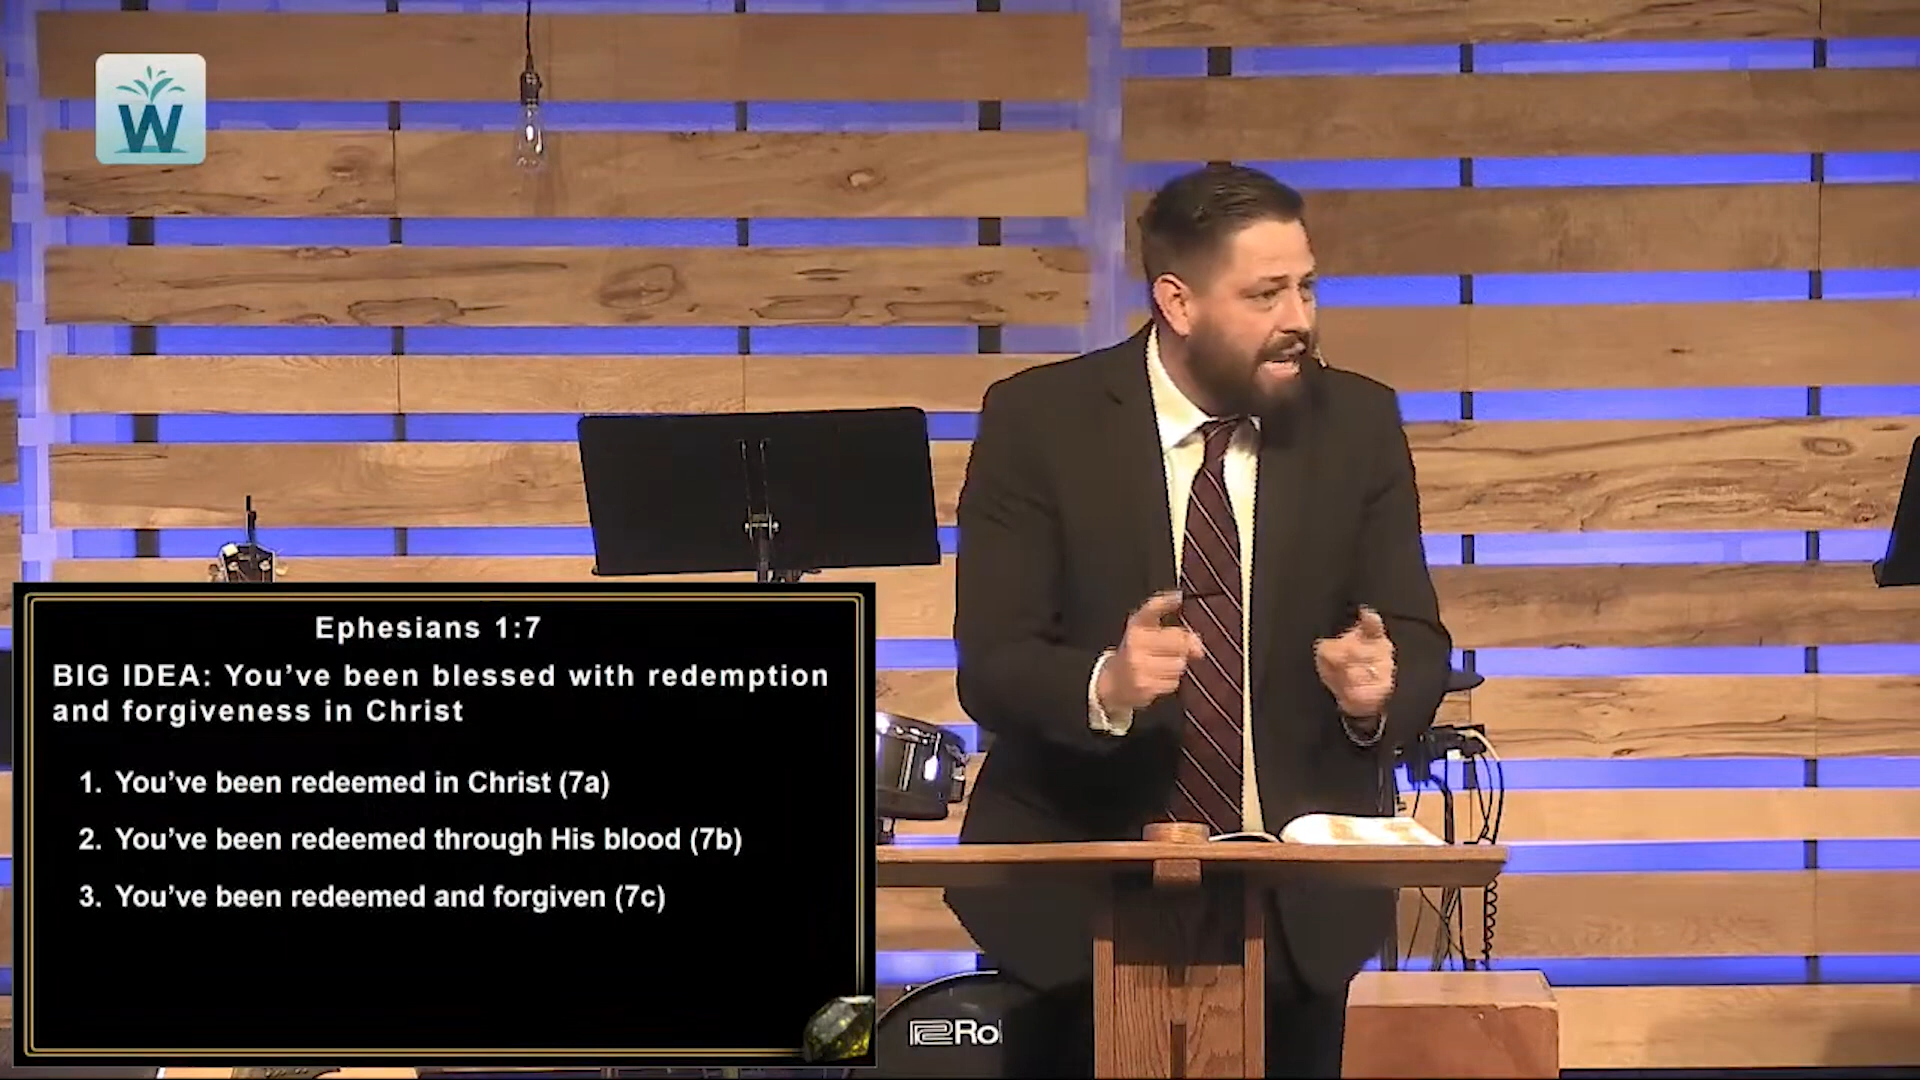 W
Ephesians 1:7
BIG IDEA: You’ve been blessed with redemption
and forgiveness in Christ
1. You’ve been redeemed in Christ (7a)
2. You’ve been redeemed through His blood (7b)
3. You’ve been redeemed and forgiven (7c)
Ro